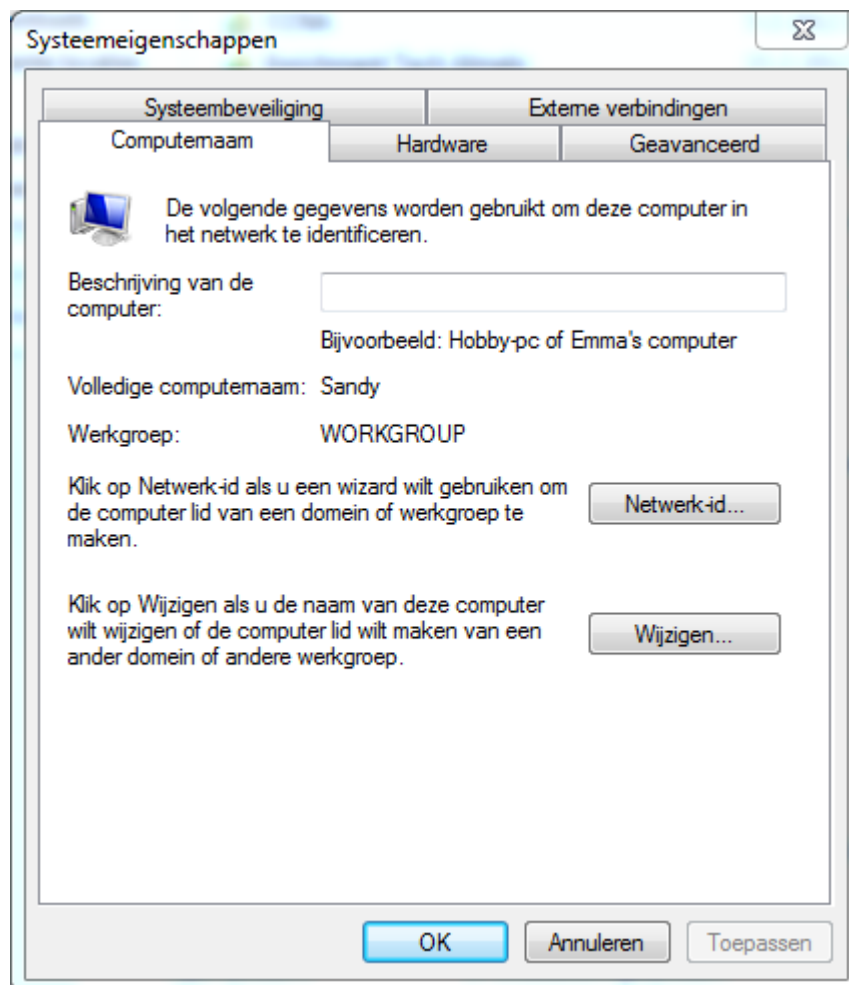 Systeemeigenschappen
Systeembeveiliging
Externe verbindingen
Computernaam
Hardware
Geavanceerd
De volgende gegevens worden gebruikt om deze computer in
het netwerk te identificeren.
Beschrijving van de
computer:
Bijvoorbeeld: Hobby-pc of Emma's computer
Volledige computernaam: Sandy
Werkgroep: WORKGROUP
Klik op Netwerk-id als u een wizard wilt gebruiken om
de computer lid van een domein of werkgroep te
maken.
Netwerk-id...
Klik op Wijzigen als u de naam van deze computer
wilt wijzigen of de computer lid wilt maken van een
ander domein of andere werkgroep.
Wijzigen...
OK
Annuleren
Toepassen